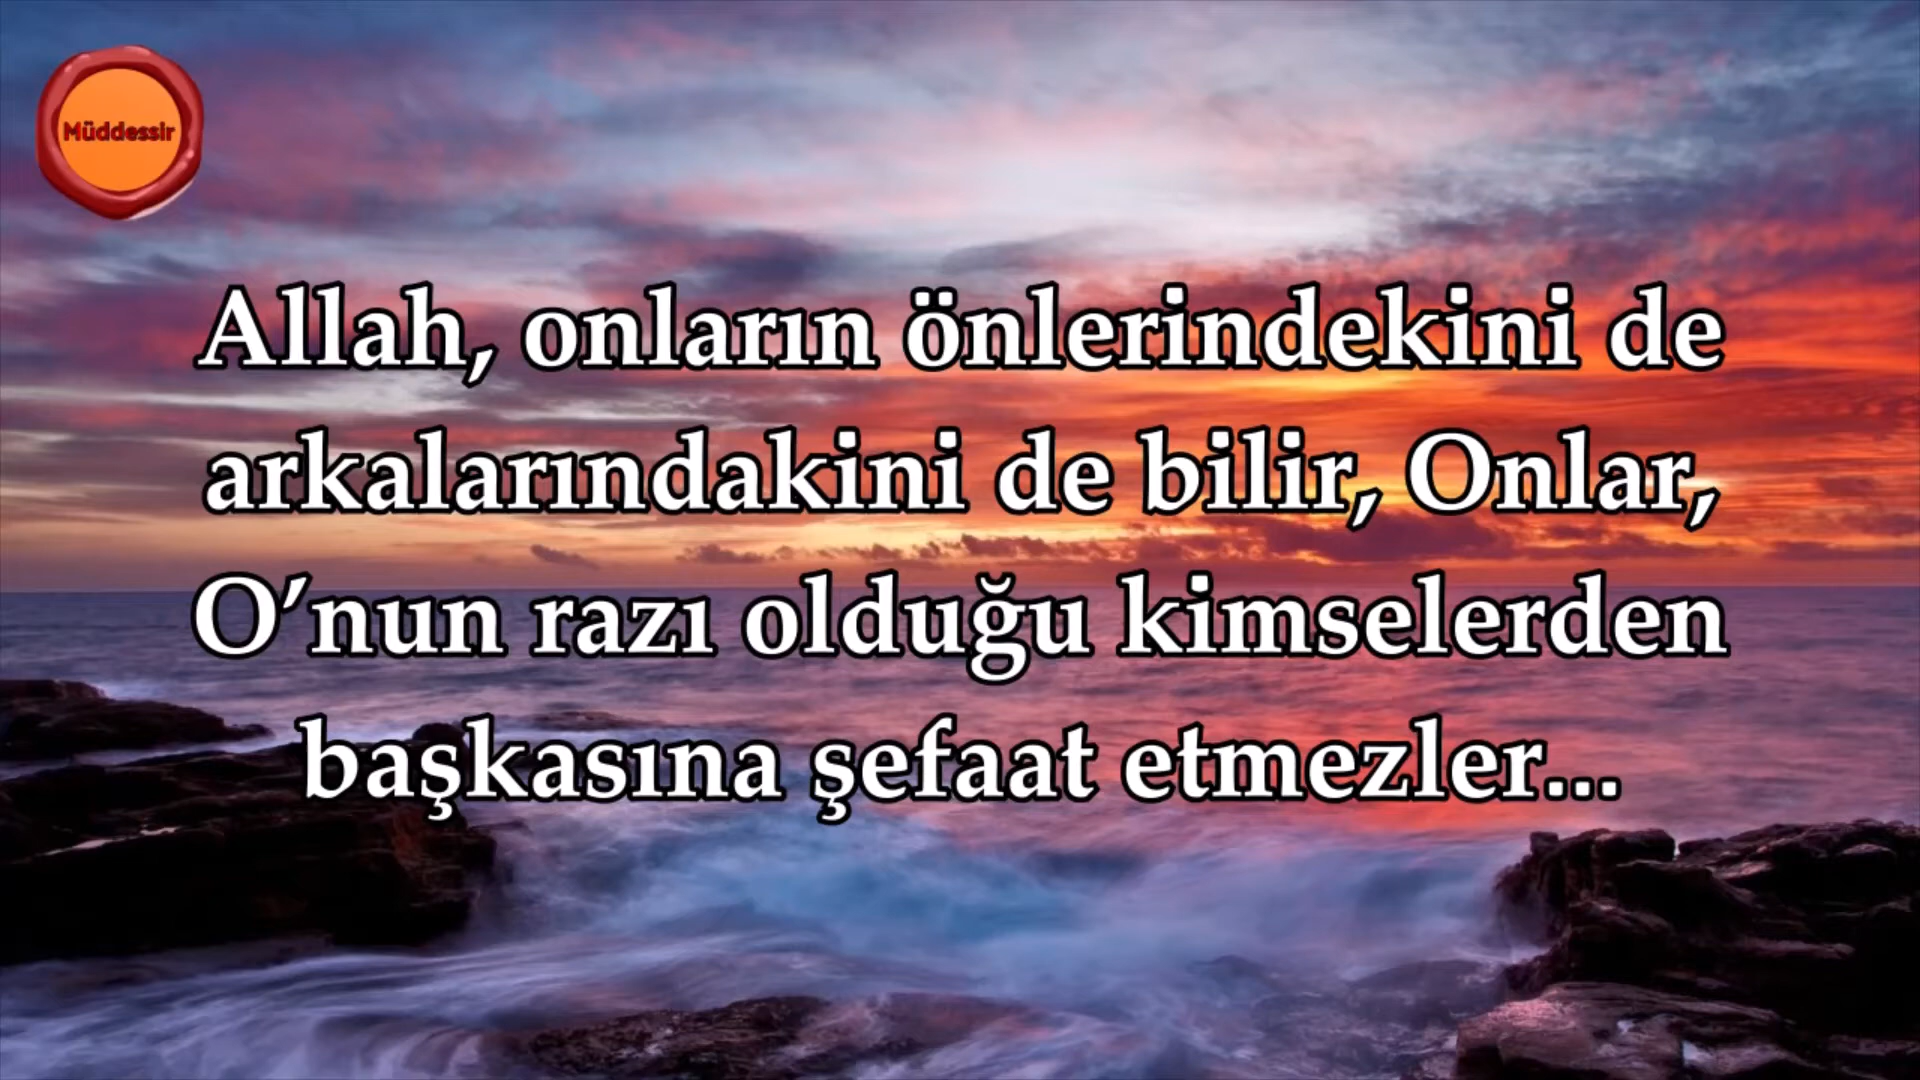 Müddessir
Allah, onların önlerindekini de
arkalarındakini de bilir, Onlar,
O’nun razı olduğu kimselerden
başkasına şefaat etmezler...